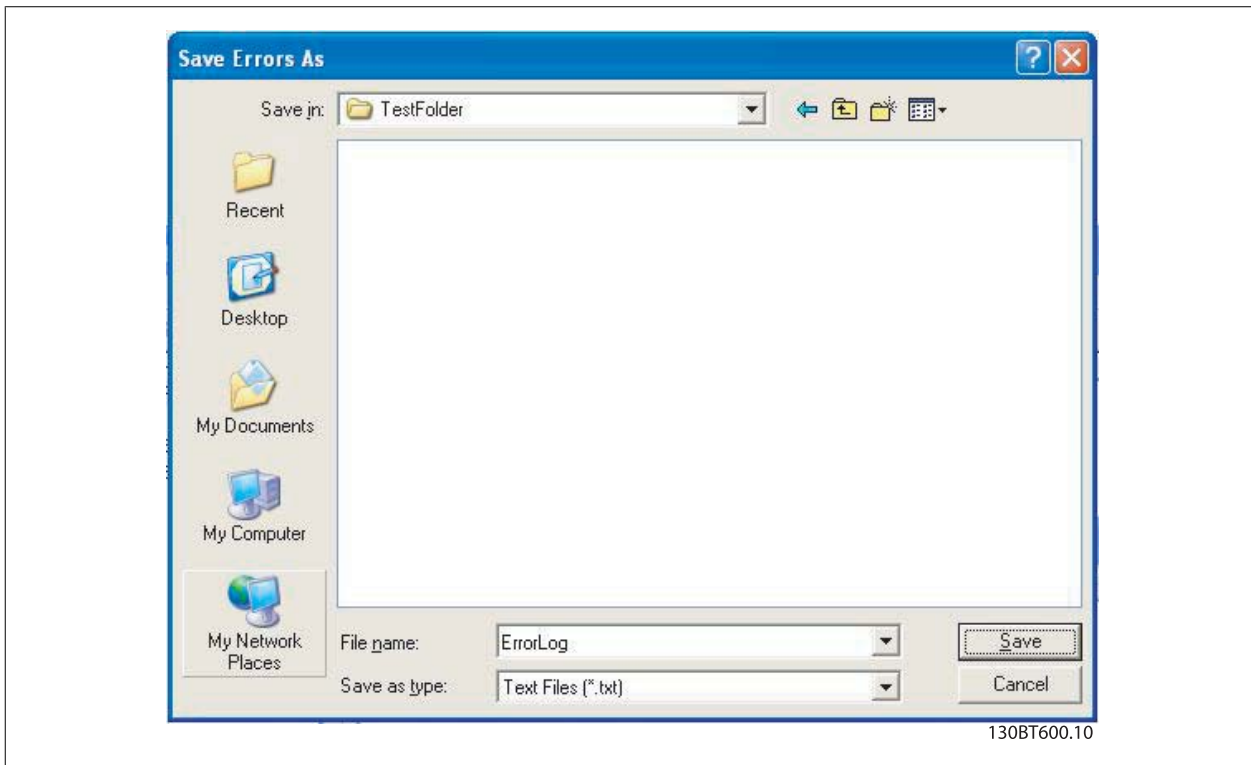 Save Errors As
Save in: TestFolder
Recent
Desktop
My Documents
My Computer
My Network
Places
File name: ErrorLog Save
Save as type: Text Files (*.txt) Cancel
130BT600.10